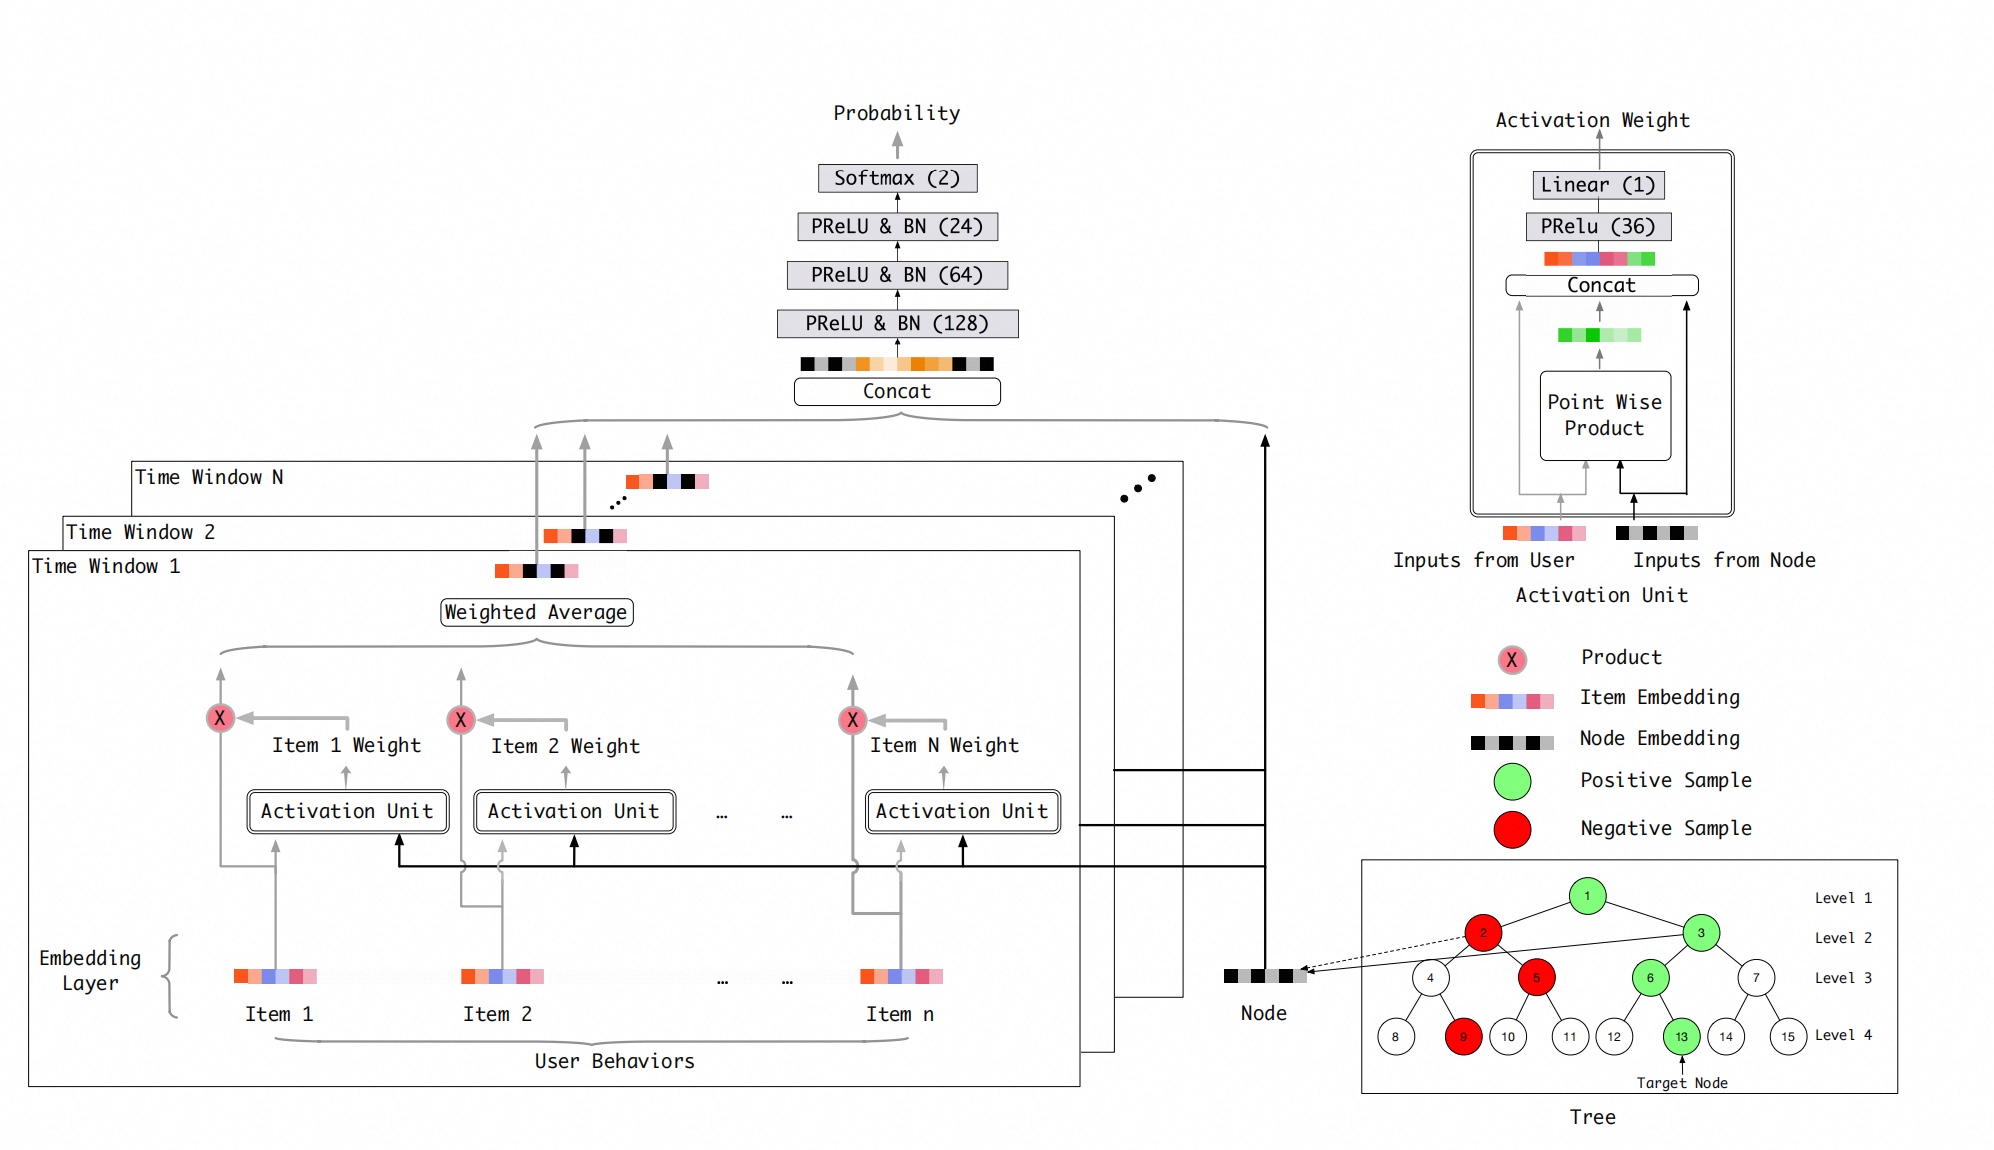 Probability
Softmax (2)
PReLU & BN (24)
PReLU & BN (64)
PReLU & BN (128)
Concat
Time Window N
Time Window 2
Time Window 1
Weighted Average
X
X
X
Item 1 Weight
Item 2 Weight
Item N Weight
Activation Unit
Activation Unit
... ...
Activation Unit
Embedding
Layer
... ...
Item 1
Item 2
Item n
User Behaviors
Node
Activation Weight
Linear (1)
PRelu (36)
Concat
Point Wise
Product
Inputs from User
Inputs from Node
Activation Unit
X Product
Item Embedding
Node Embedding
Positive Sample
Negative Sample
1 Level 1
2 3 Level 2
4 5 6 7 Level 3
8 9 10 11 12 13 14 15 Level 4
Target Node
Tree